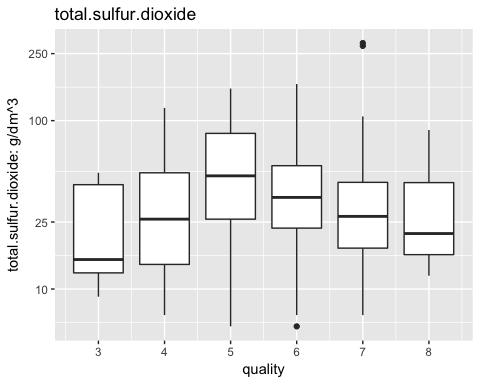 total.sulfur.dioxide
total.sulfur.dioxide: g/dm^3
250
100
25
10
3 4 5 6 7 8
quality